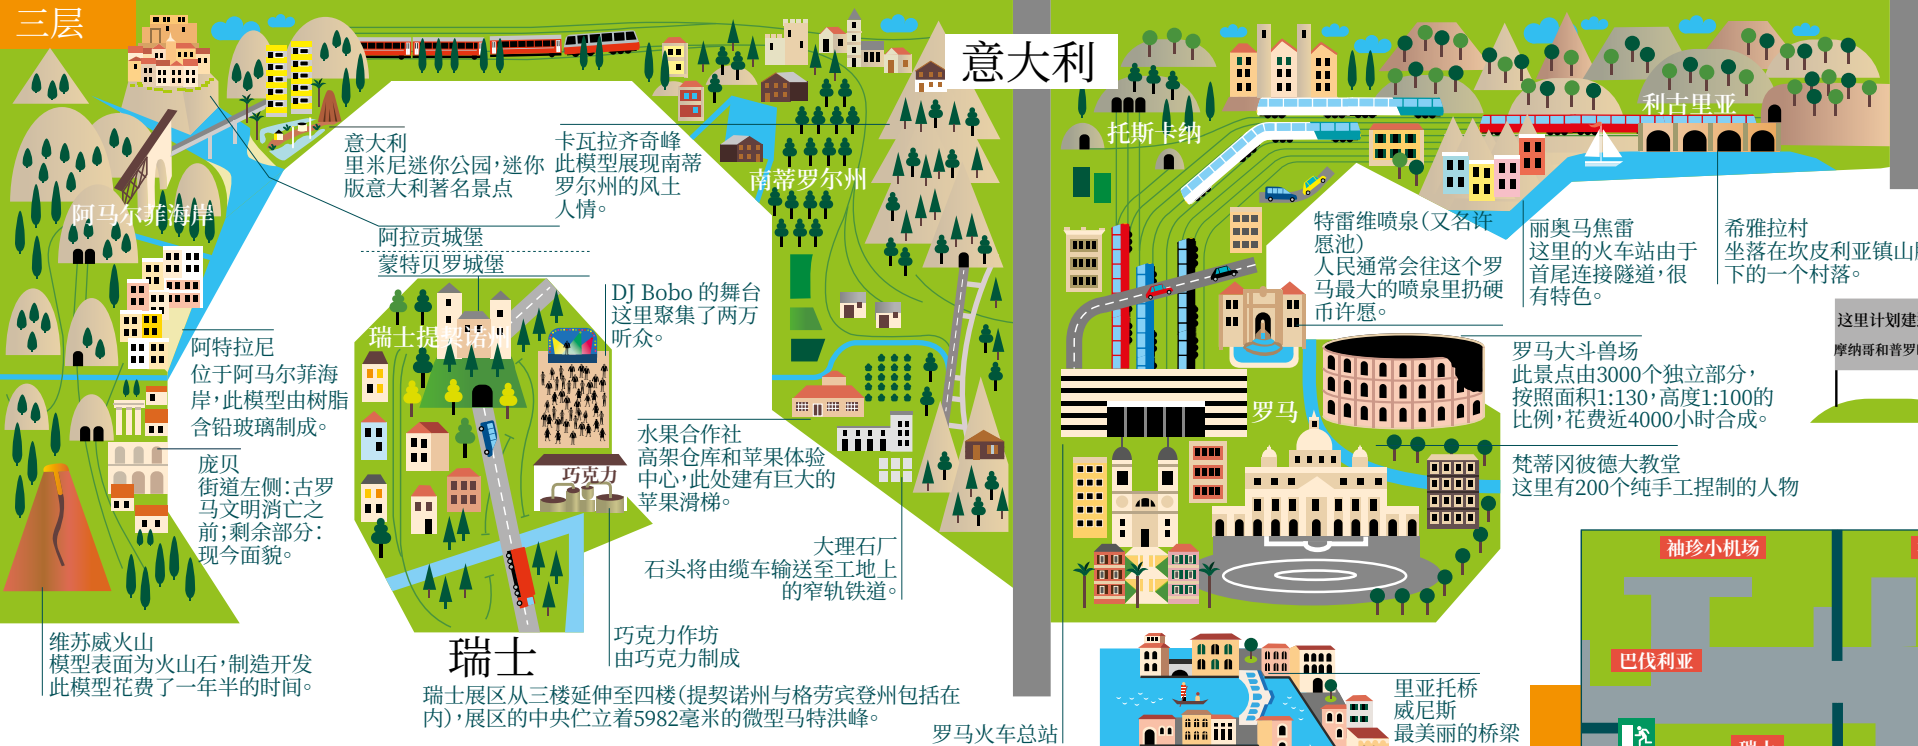 三层
意大利
意大利
里米尼迷你公园，迷你
版意大利著名景点
卡瓦拉齐奇峰
此模型展现南蒂
罗尔州的风土
人情。
南蒂罗尔州
阿马尔菲海岸
阿拉贡城堡
蒙特贝罗城堡
DJ Bobo 的舞台
这里聚集了两万
听众。
瑞士提契诺州
阿特拉尼
位于阿马尔菲海
岸，此模型由树脂
含铅玻璃制成。
庞贝
街道左侧：古罗
马文明消亡之
前；剩余部分：
现今面貌。
水果合作社
高架仓库和苹果体验
中心，此处建有巨大的
苹果滑梯。
巧克力
大理石厂
石头将由缆车输送至工地上
的窄轨铁道。
巧克力作坊
由巧克力制成
维苏威火山
模型表面为火山石，制造开发
此模型花费了一年半的时间。
瑞士
瑞士展区从三楼延伸至四楼（提契诺州与格劳宾登州包括在
内），展区的中央伫立着5982毫米的微型马特洪峰。
托斯卡纳
利古里亚
特雷维喷泉（又名许
愿池）
人民通常会往这个罗
马最大的喷泉里扔硬
币许愿。
丽奥马焦雷
这里的火车站由于
首尾连接隧道，很
有特色。
希雅拉村
坐落在坎皮利亚镇山
下的一个村落。
这里计划建
摩纳哥和普罗
罗马大斗兽场
此景点由3000个独立部分，
按照面积1:130，高度1:100的
比例，花费近4000小时合成。
罗马
梵蒂冈彼德大教堂
这里有200个纯手工捏制的人物
袖珍小机场
巴伐利亚
里亚托桥
威尼斯
最美丽的桥梁
罗马火车总站
瑞士